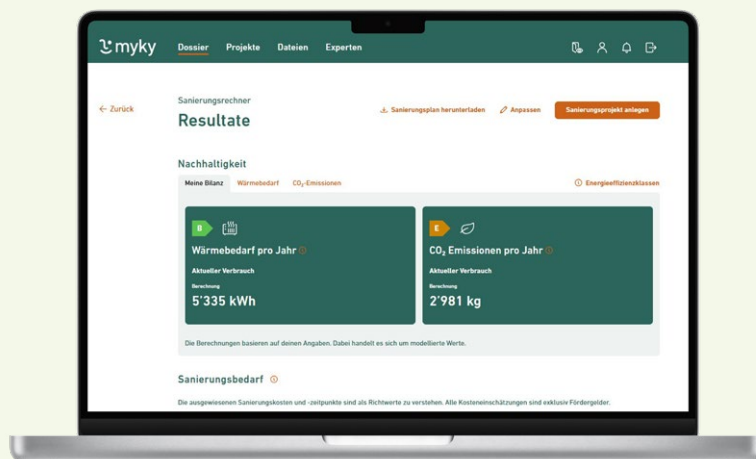 myky
Dossier Projekte Dateien Experten
← Zurück
Sanierungsrechner
Resultate
Sanierungsplan herunterladen Anpassen Sanierungsprojekt anlegen
Nachhaltigkeit
Meine Bilanz Wärmebedarf CO₂-Emissionen
Energieeffizienzklassen
B
Wärmebedarf pro Jahr
Aktueller Verbrauch
Berechnung
5'335 kWh
E
CO₂ Emissionen pro Jahr
Aktueller Verbrauch
Berechnung
2'981 kg
Die Berechnungen basieren auf deinen Angaben. Dabei handelt es sich um modellierte Werte.
Sanierungsbedarf
Die ausgewiesenen Sanierungskosten und -zeitpunkte sind als Richtwerte zu verstehen. Alle Kosteneinschätzungen sind exklusiv Fördergelder.